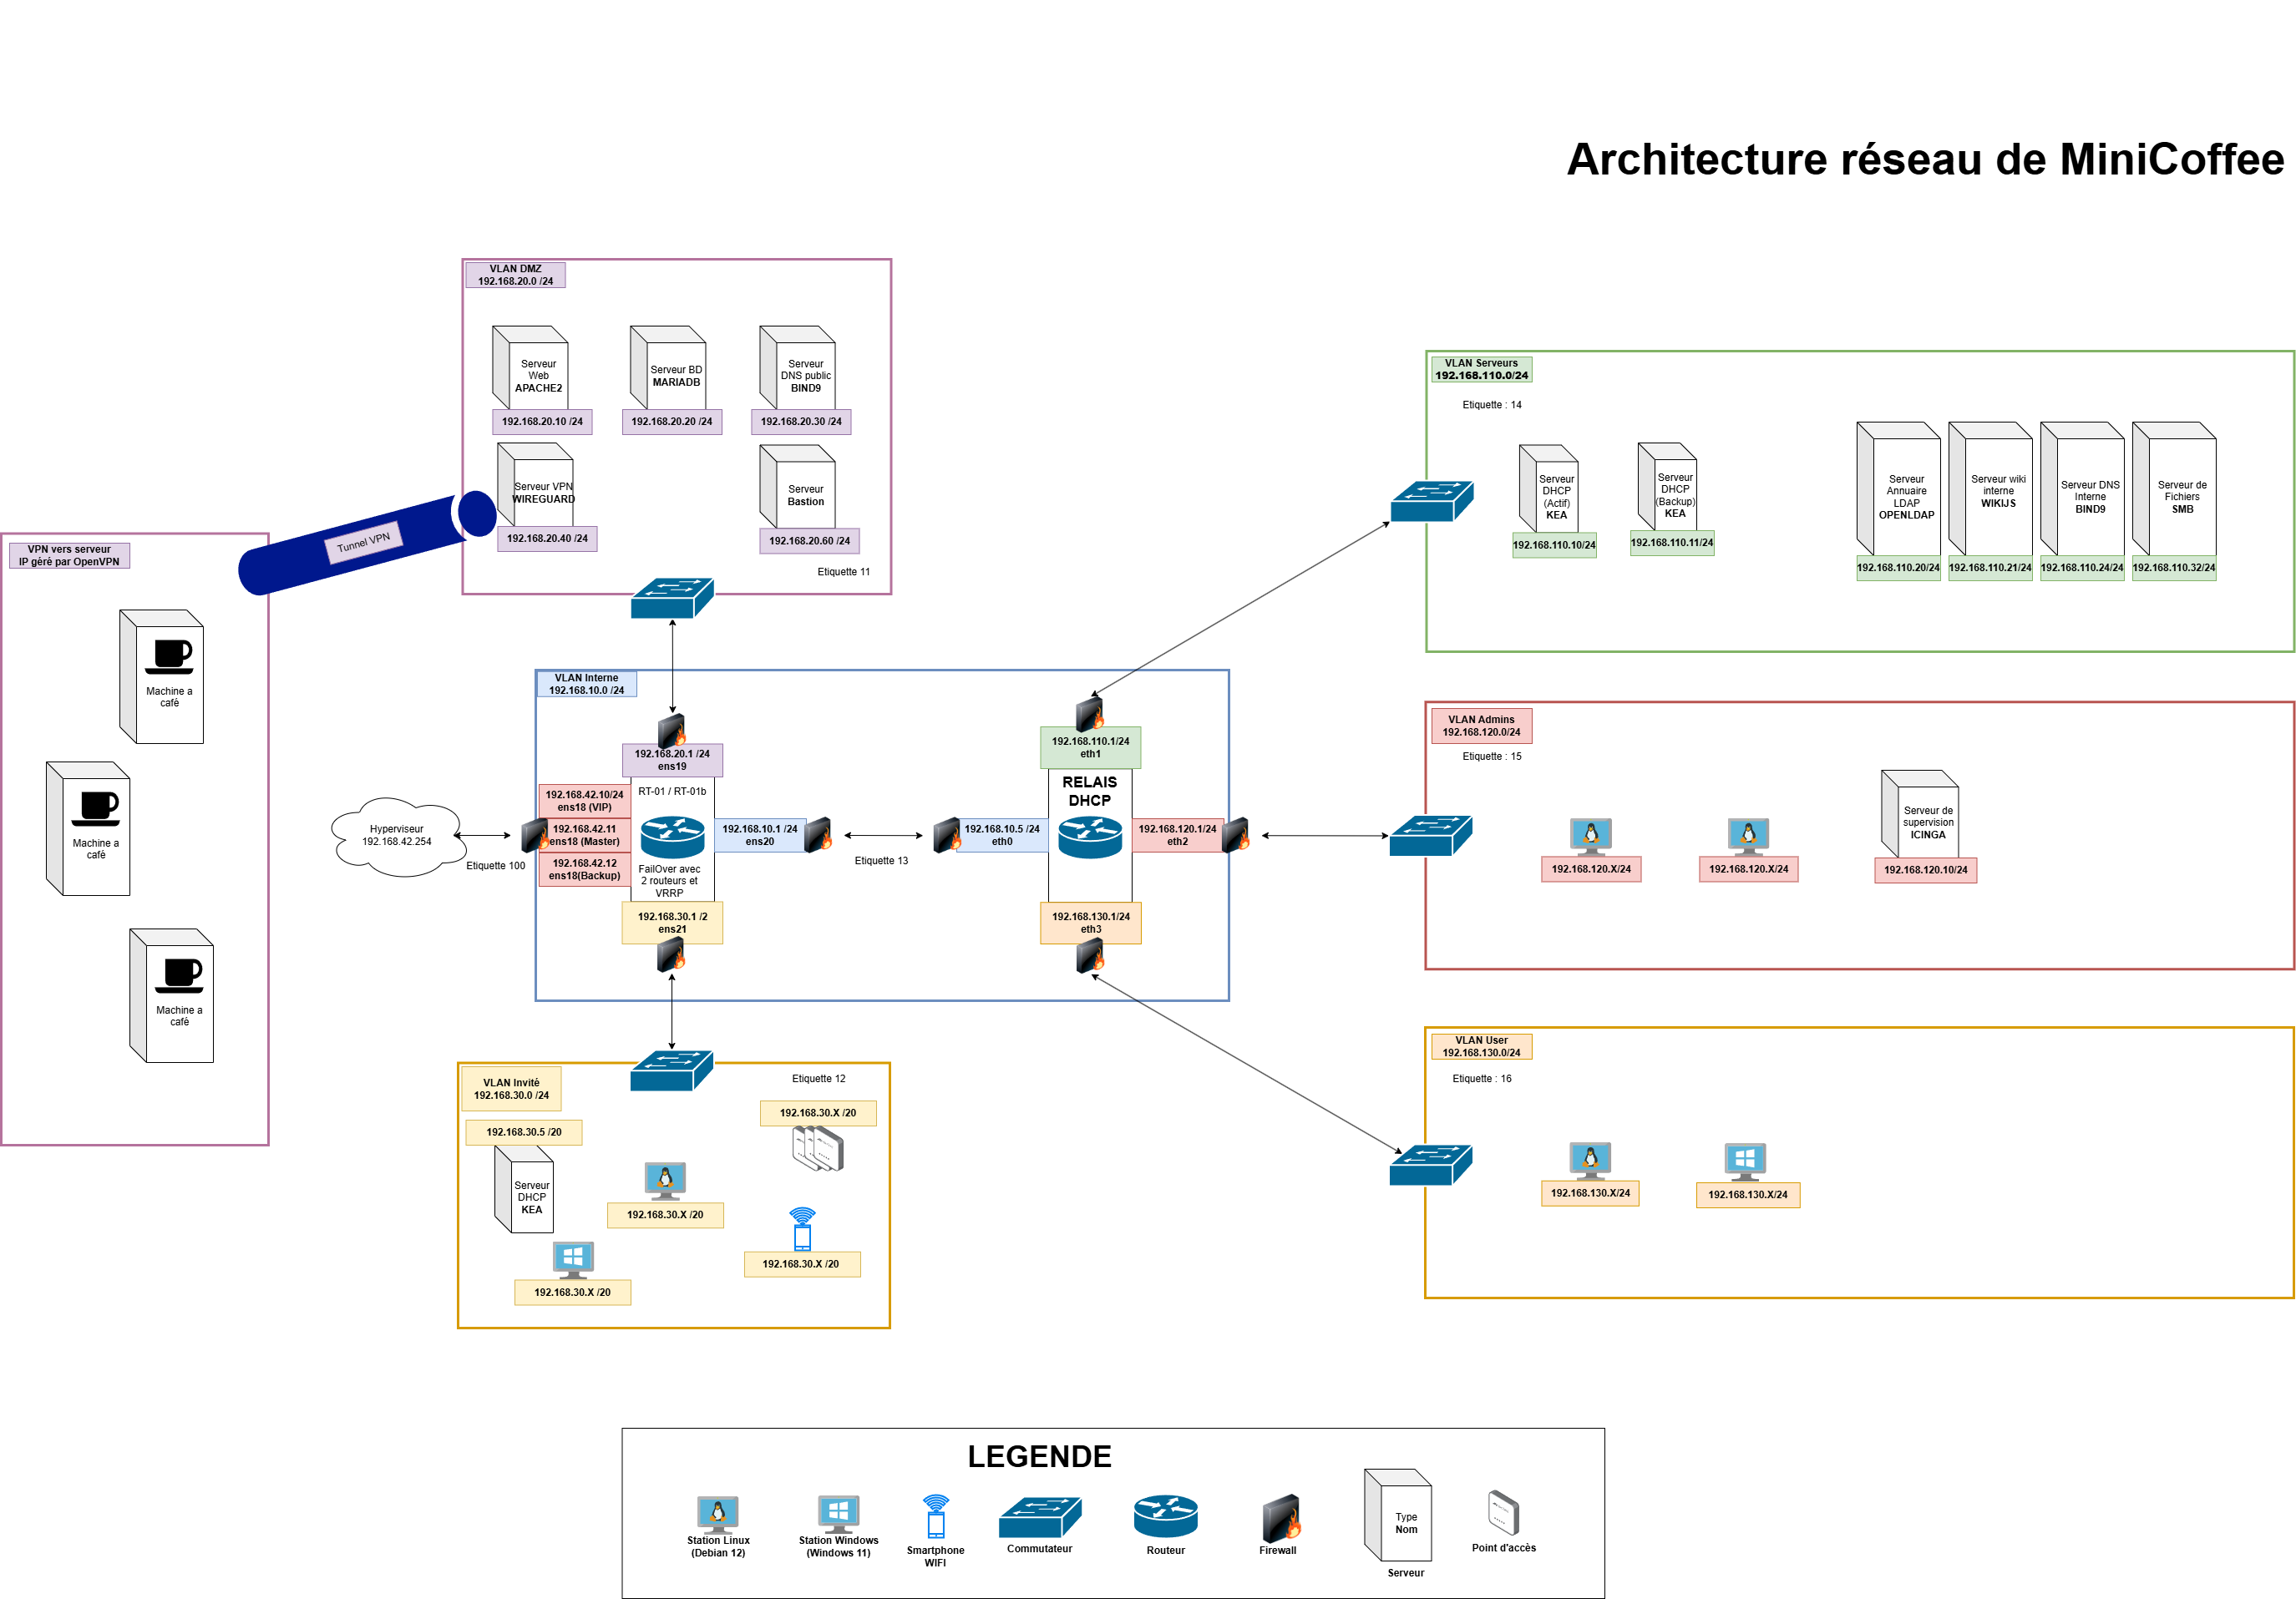 Architecture réseau de MiniCoffee
VLAN DMZ
192.168.20.0 /24
Serveur
Web
APACHE2
192.168.20.10 /24
Serveur BD
MARIADB
192.168.20.20 /24
Serveur
DNS public
BIND9
192.168.20.30 /24
Serveur VPN
WIREGUARD
192.168.20.40 /24
Serveur
Bastion
192.168.20.60 /24
Etiquette 11
Tunnel VPN
VPN vers serveur
IP géré par OpenVPN
Machine a
café
Machine a
café
Machine a
café
VLAN Serveurs
192.168.110.0/24
Etiquette : 14
Serveur
DHCP
(Actif)
KEA
192.168.110.10/24
Serveur
DHCP
(Backup)
KEA
192.168.110.11/24
Serveur
Annuaire
LDAP
OPENLDAP
192.168.110.20/24
Serveur wiki
interne
WIKIJS
192.168.110.21/24
Serveur DNS
Interne
BIND9
192.168.110.24/24
Serveur de
Fichiers
SMB
192.168.110.32/24
VLAN Interne
192.168.10.0 /24
192.168.20.1 /24
ens19
RT-01 / RT-01b
192.168.42.10/24
ens18 (VIP)
192.168.42.11
ens18 (Master)
192.168.42.12
ens18(Backup)
192.168.10.1 /24
ens20
FailOver avec
2 routeurs et
VRRP
192.168.30.1 /2
ens21
Hyperviseur
192.168.42.254
Etiquette 100
Etiquette 13
192.168.110.1/24
eth1
RELAIS
DHCP
192.168.10.5 /24
eth0
192.168.120.1/24
eth2
192.168.130.1/24
eth3
VLAN Admins
192.168.120.0/24
Etiquette : 15
192.168.120.X/24
192.168.120.X/24
Serveur de
supervision
ICINGA
192.168.120.10/24
VLAN User
192.168.130.0/24
Etiquette : 16
192.168.130.X/24
192.168.130.X/24
VLAN Invité
192.168.30.0 /24
Etiquette 12
192.168.30.5 /20
Serveur
DHCP
KEA
192.168.30.X /20
192.168.30.X /20
192.168.30.X /20
192.168.30.X /20
LEGENDE
Station Linux
(Debian 12)
Station Windows
(Windows 11)
Smartphone
WIFI
Commutateur
Routeur
Firewall
Type
Nom
Serveur
Point d'accès